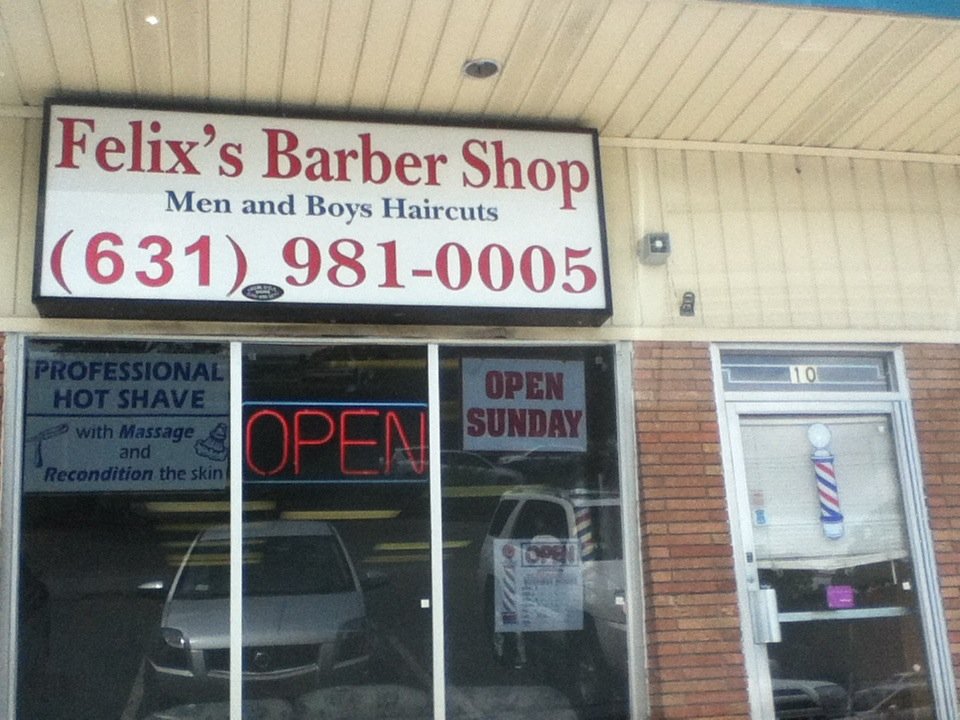 Felix's Barber Shop
Men and Boys Haircuts
(631) 981-0005
PROFESSIONAL
HOT SHAVE
with Massage
and
Recondition the skin
OPEN
OPEN
SUNDAY
10
OPEN